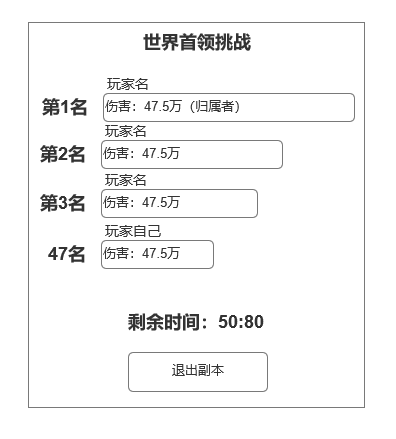 世界首领挑战
玩家名
第1名 伤害：47.5万（归属者）
玩家名
第2名 伤害：47.5万
玩家名
第3名 伤害：47.5万
玩家自己
47名 伤害：47.5万
剩余时间：50:80
退出副本